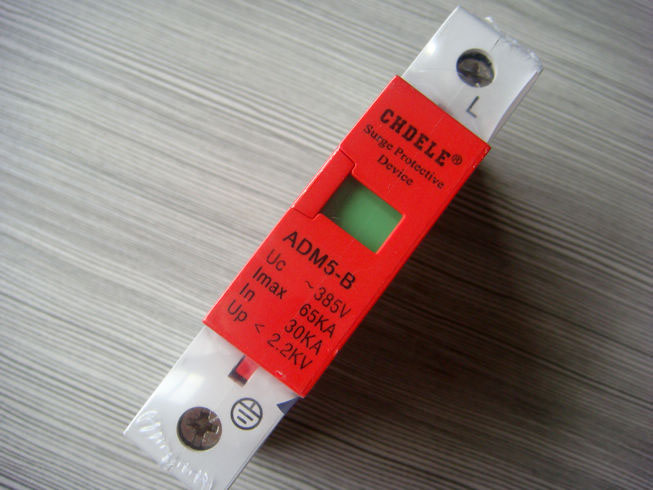 L
CHDELE®
Surge Protective
Device
ADM5-B
Uc ~385V
Imax 65KA
In 30KA
Up < 2.2KV